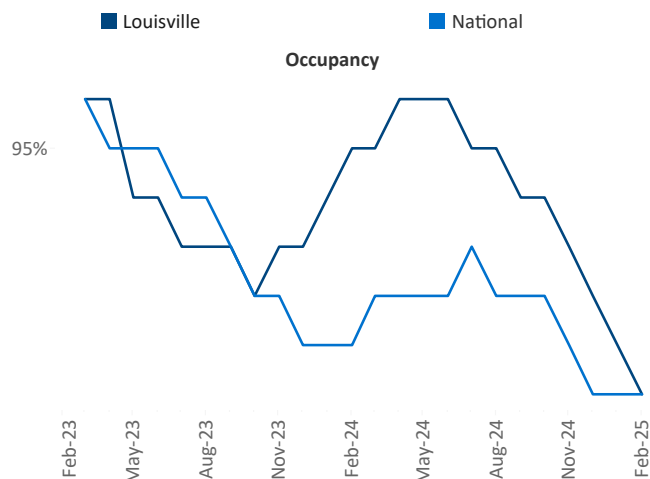 Louisville National
Occupancy
95%
Feb-23 May-23 Aug-23 Nov-23 Feb-24 May-24 Aug-24 Nov-24 Feb-25